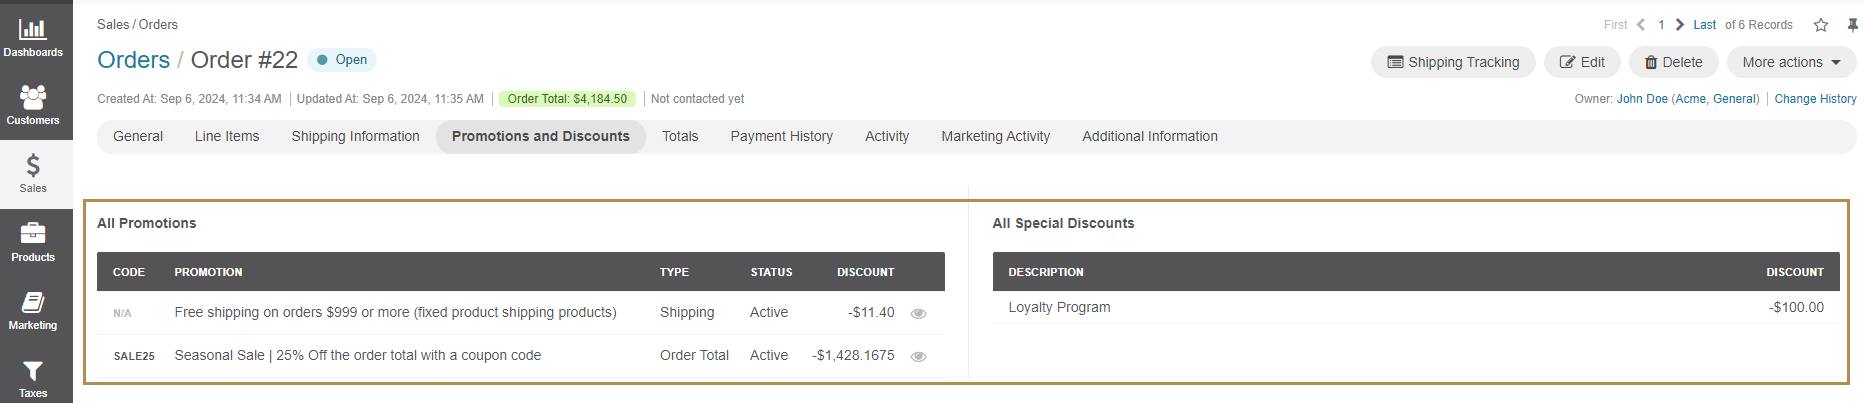 Dashboards
Customers
Sales
Products
Marketing
Taxes
Sales / Orders
First 1 Last of 6 Records
Orders / Order #22 Open
Shipping Tracking Edit Delete More actions
Created At: Sep 6, 2024, 11:34 AM Updated At: Sep 6, 2024, 11:35 AM Order Total: $4,184.50 Not contacted yet
Owner: John Doe (Acme, General) Change History
General Line Items Shipping Information Promotions and Discounts Totals Payment History Activity Marketing Activity Additional Information
All Promotions
CODE PROMOTION TYPE STATUS DISCOUNT
N/A Free shipping on orders $999 or more (fixed product shipping products) Shipping Active -$11.40
SALE25 Seasonal Sale | 25% Off the order total with a coupon code Order Total Active -$1,428.1675
All Special Discounts
DESCRIPTION DISCOUNT
Loyalty Program -$100.00